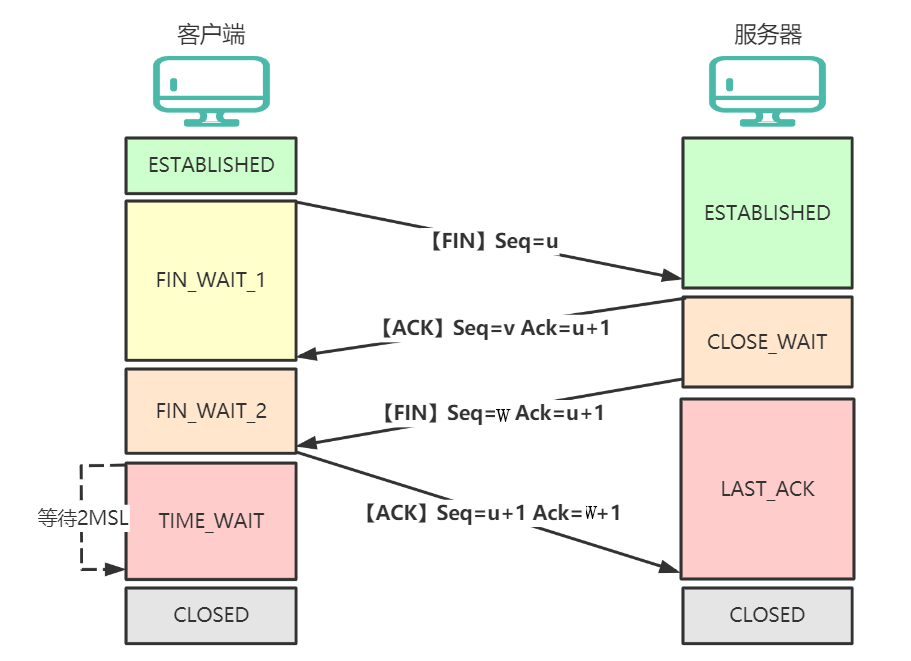 客户端
服务器
ESTABLISHED
ESTABLISHED
【FIN】Seq=u
FIN_WAIT_1
【ACK】Seq=v Ack=u+1
CLOSE_WAIT
FIN_WAIT_2
【FIN】Seq=W Ack=u+1
LAST_ACK
【ACK】Seq=u+1 Ack=W+1
等待2MSL
TIME_WAIT
CLOSED
CLOSED